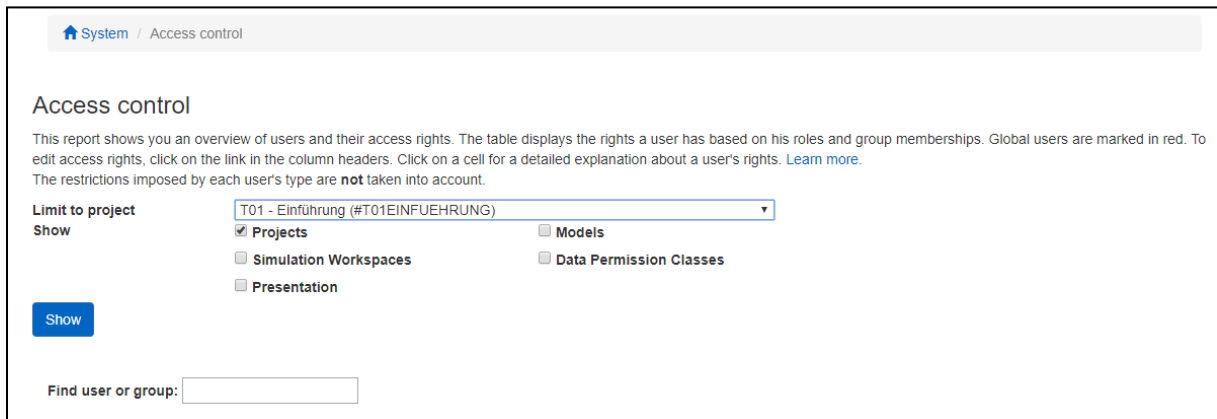 System / Access control
Access control
This report shows you an overview of users and their access rights. The table displays the rights a user has based on his roles and group memberships. Global users are marked in red. To
edit access rights, click on the link in the column headers. Click on a cell for a detailed explanation about a user's rights. Learn more.
The restrictions imposed by each user's type are not taken into account.
Limit to project T01 - Einführung (#T01EINFUEHRUNG)
Show Projects Models
Simulation Workspaces Data Permission Classes
Presentation
Show
Find user or group: